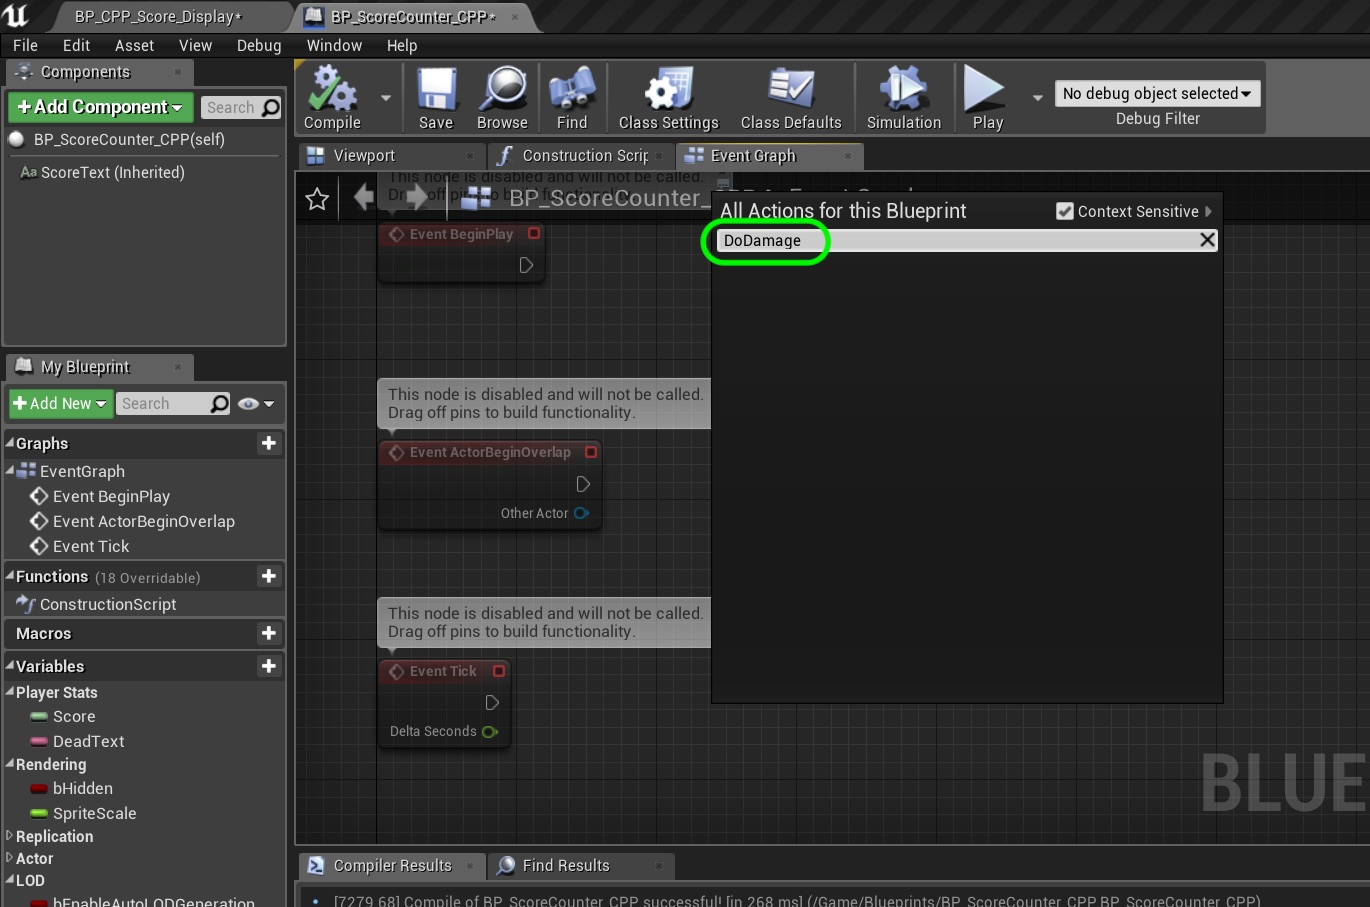 BP_CPP_Score_Display*
BP_ScoreCounter_CPP*
File Edit Asset View Debug Window Help
Components
+Add Component
Search
BP_ScoreCounter_CPP(self)
Aa ScoreText (Inherited)
Compile
Save
Browse
Find
Class Settings
Class Defaults
Simulation
Play
No debug object selected
Debug Filter
Viewport
Construction Scrip
Event Graph
This node is disabled and will not be called.
BP_ScoreCounter_
All Actions for this Blueprint
Context Sensitive
DoDamage
Event BeginPlay
This node is disabled and will not be called.
Drag off pins to build functionality.
Event ActorBeginOverlap
Other Actor
This node is disabled and will not be called.
Drag off pins to build functionality.
Event Tick
Delta Seconds
BLUE
My Blueprint
+Add New
Search
Graphs
EventGraph
Event BeginPlay
Event ActorBeginOverlap
Event Tick
Functions (18 Overridable)
ConstructionScript
Macros
Variables
Player Stats
Score
DeadText
Rendering
bHidden
SpriteScale
Replication
Actor
LOD
bEnableAutoLODGeneration
Compiler Results
Find Results
[7279.68] Compile of BP_ScoreCounter_CPP successful! [in 268 ms] (/Game/Blueprints/BP_ScoreCounter_CPP.BP_ScoreCounter_CPP)